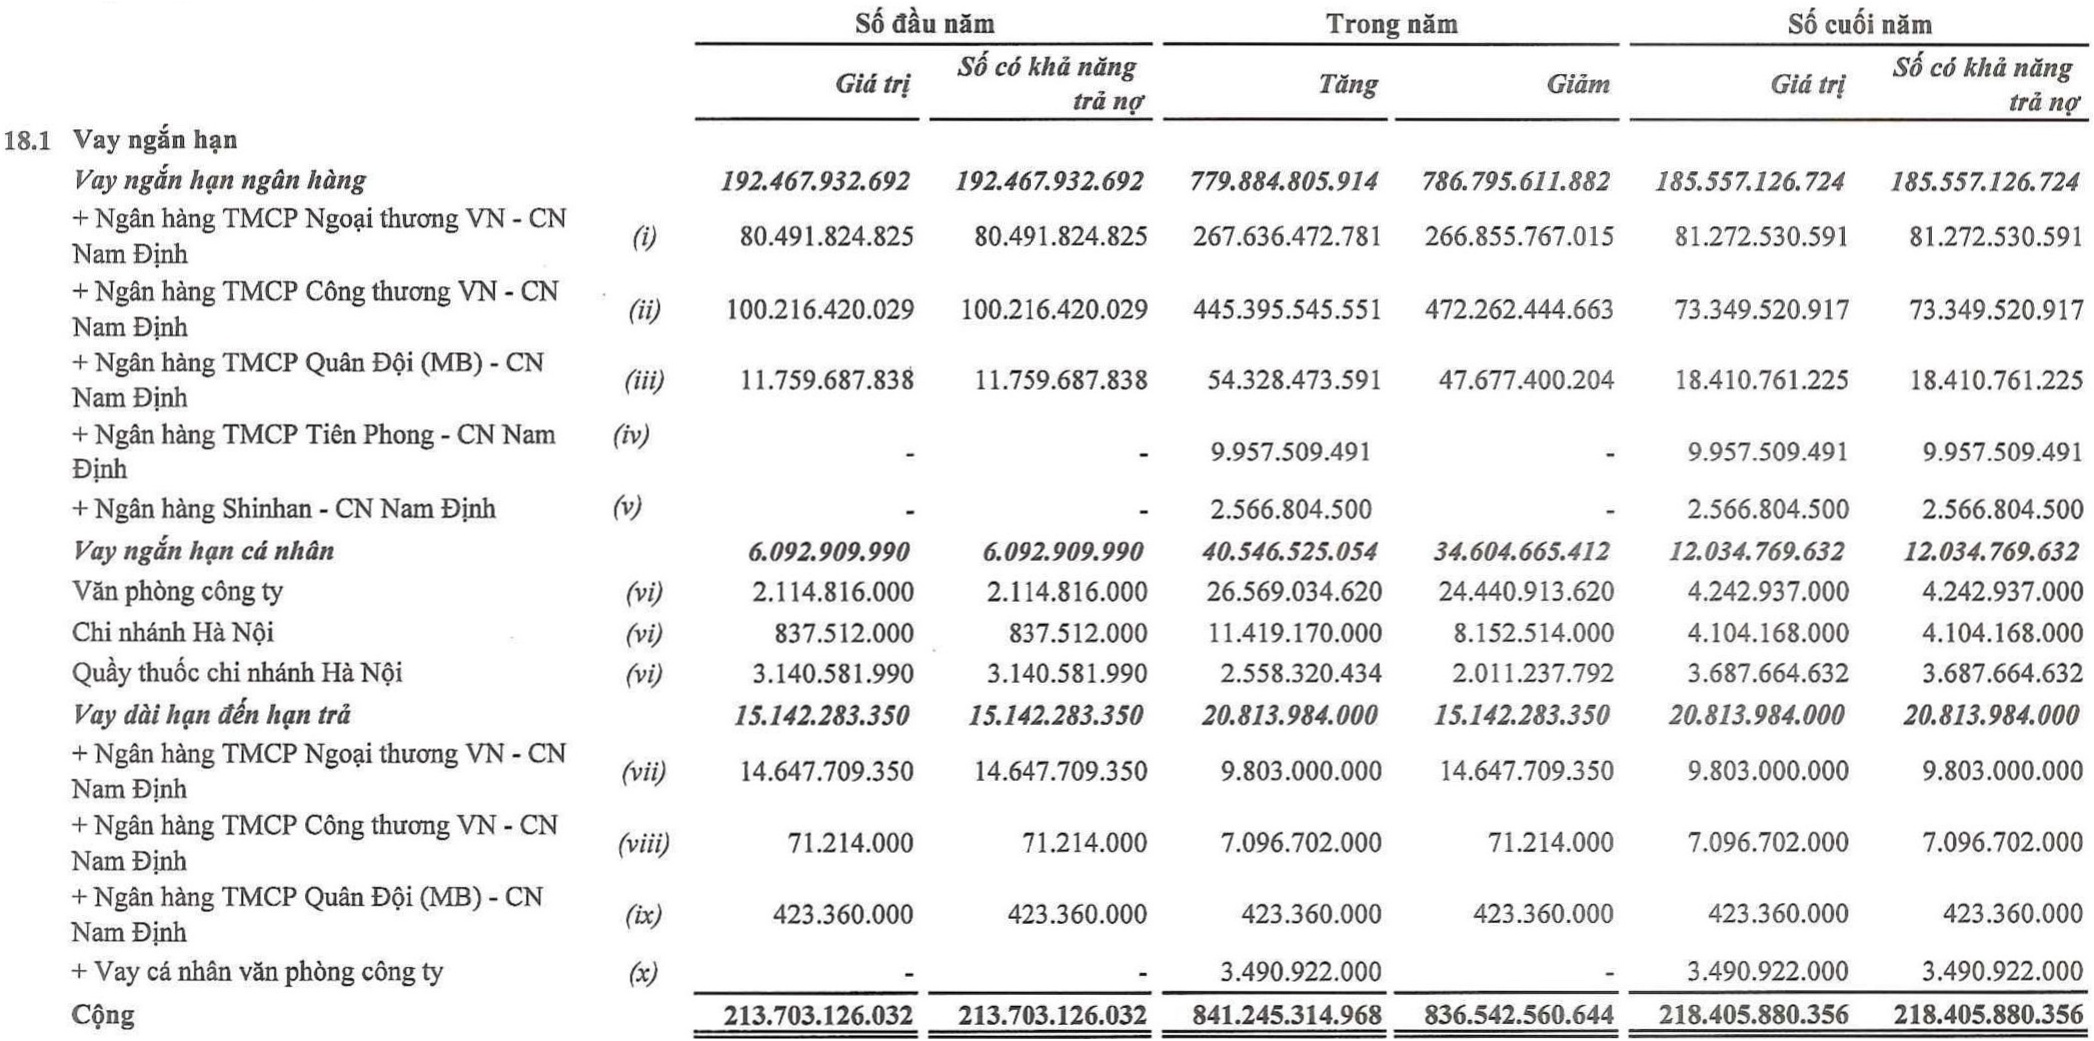 Số đầu năm Trong năm Số cuối năm
Giá trị Số có khả năng trả nợ Tăng Giảm Giá trị Số có khả năng trả nợ
18.1 Vay ngắn hạn
Vay ngắn hạn ngân hàng 192.467.932.692 192.467.932.692 779.884.805.914 786.795.611.882 185.557.126.724 185.557.126.724
+ Ngân hàng TMCP Ngoại thương VN - CN
Nam Định (i) 80.491.824.825 80.491.824.825 267.636.472.781 266.855.767.015 81.272.530.591 81.272.530.591
+ Ngân hàng TMCP Công thương VN - CN
Nam Định (ii) 100.216.420.029 100.216.420.029 445.395.545.551 472.262.444.663 73.349.520.917 73.349.520.917
+ Ngân hàng TMCP Quân Đội (MB) - CN
Nam Định (iii) 11.759.687.838 11.759.687.838 54.328.473.591 47.677.400.204 18.410.761.225 18.410.761.225
+ Ngân hàng TMCP Tiên Phong - CN Nam (iv)
Định - - 9.957.509.491 - 9.957.509.491 9.957.509.491
+ Ngân hàng Shinhan - CN Nam Định (v) - - 2.566.804.500 - 2.566.804.500 2.566.804.500
Vay ngắn hạn cá nhân 6.092.909.990 6.092.909.990 40.546.525.054 34.604.665.412 12.034.769.632 12.034.769.632
Văn phòng công ty (vi) 2.114.816.000 2.114.816.000 26.569.034.620 24.440.913.620 4.242.937.000 4.242.937.000
Chi nhánh Hà Nội (vi) 837.512.000 837.512.000 11.419.170.000 8.152.514.000 4.104.168.000 4.104.168.000
Quầy thuốc chi nhánh Hà Nội (vi) 3.140.581.990 3.140.581.990 2.558.320.434 2.011.237.792 3.687.664.632 3.687.664.632
Vay dài hạn đến hạn trả 15.142.283.350 15.142.283.350 20.813.984.000 15.142.283.350 20.813.984.000 20.813.984.000
+ Ngân hàng TMCP Ngoại thương VN - CN
Nam Định (vii) 14.647.709.350 14.647.709.350 9.803.000.000 14.647.709.350 9.803.000.000 9.803.000.000
+ Ngân hàng TMCP Công thương VN - CN
Nam Định (viii) 71.214.000 71.214.000 7.096.702.000 71.214.000 7.096.702.000 7.096.702.000
+ Ngân hàng TMCP Quân Đội (MB) - CN
Nam Định (ix) 423.360.000 423.360.000 423.360.000 423.360.000 423.360.000 423.360.000
+ Vay cá nhân văn phòng công ty (x) - - 3.490.922.000 - 3.490.922.000 3.490.922.000
Cộng 213.703.126.032 213.703.126.032 841.245.314.968 836.542.560.644 218.405.880.356 218.405.880.356